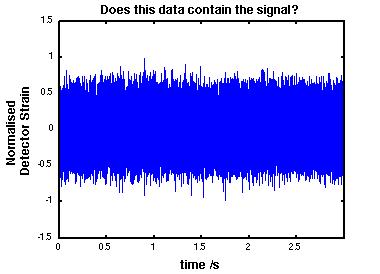 Does this data contain the signal?
1.5
1
0.5
0
-0.5
-1
-1.5
Normalised
Detector Strain
0 0.5 1 1.5 2 2.5
time /s